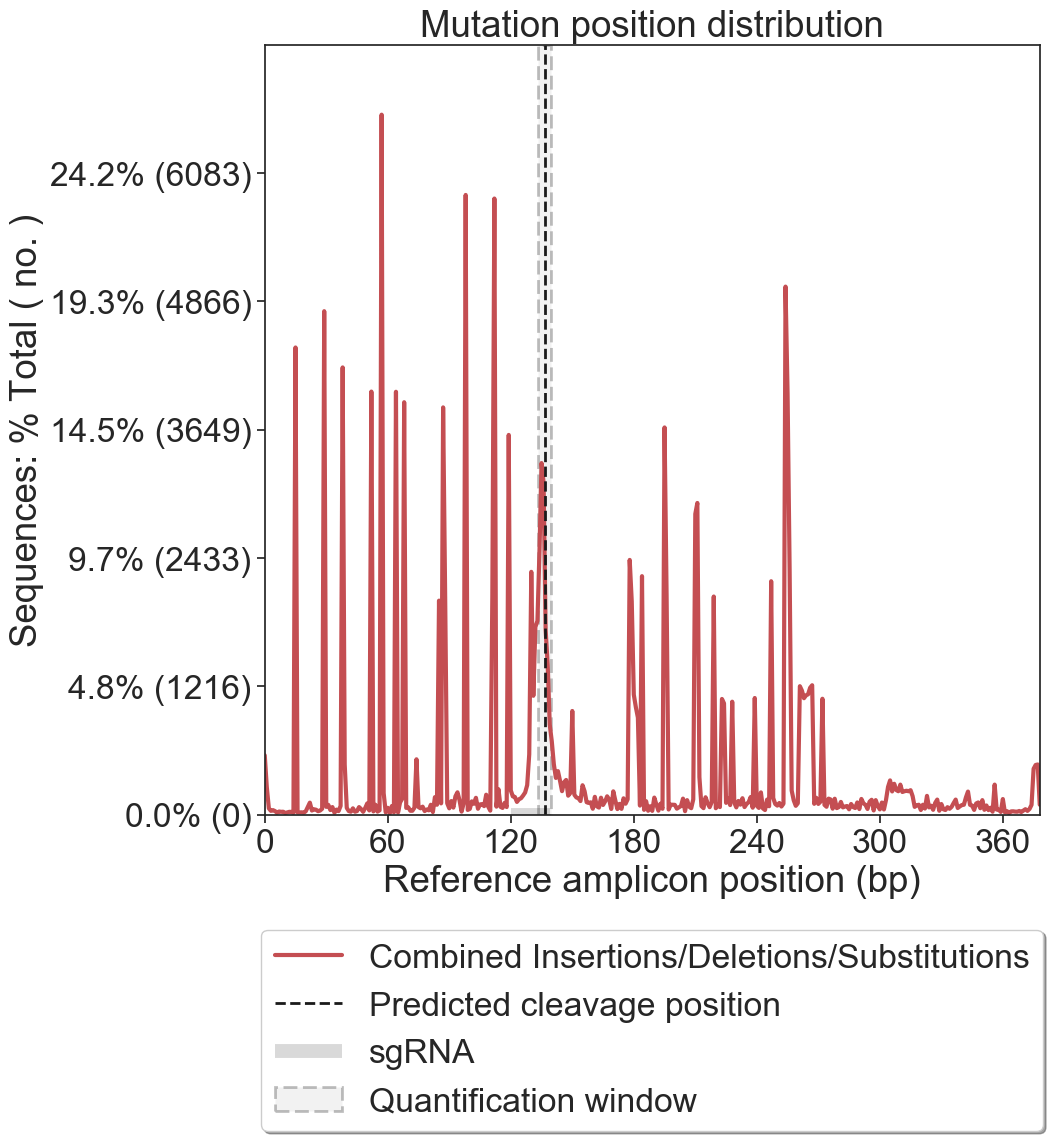 Mutation position distribution
Sequences: % Total ( no. )
24.2% (6083)
19.3% (4866)
14.5% (3649)
9.7% (2433)
4.8% (1216)
0.0% (0)
0 60 120 180 240 300 360
Reference amplicon position (bp)
Combined Insertions/Deletions/Substitutions
Predicted cleavage position
sgRNA
Quantification window